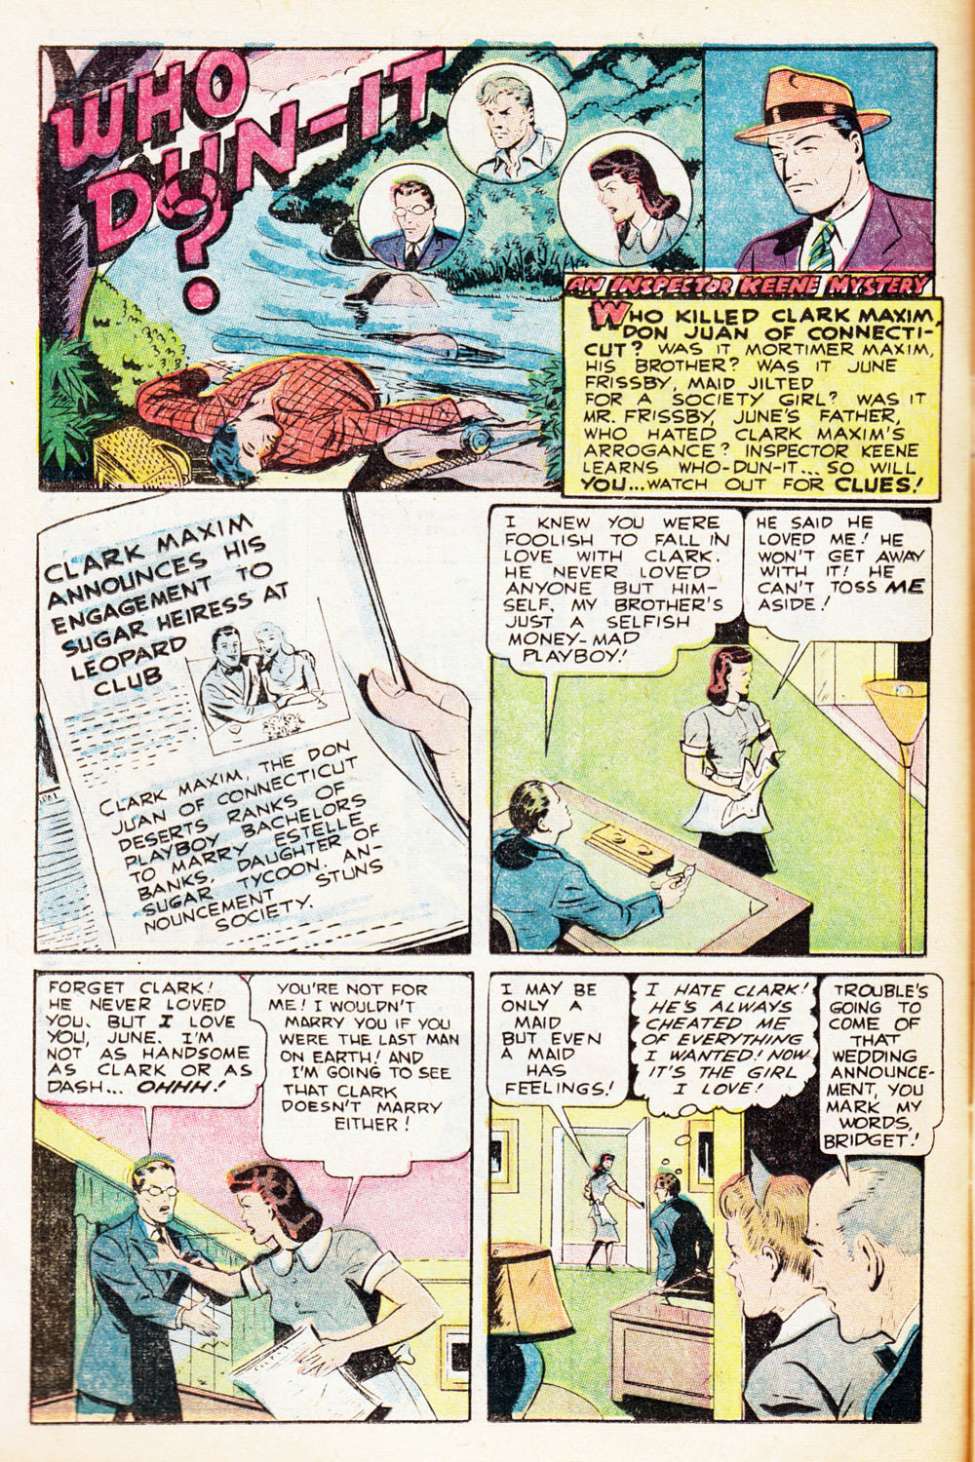 WHO
DUN-IT
?
AN INSPECTOR KEENE MYSTERY
WHO KILLED CLARK MAXIM,
DON JUAN OF CONNECTI-
CUT? WAS IT MORTIMER MAXIM,
HIS BROTHER? WAS IT JUNE
FRISSBY, MAID JILTED
FOR A SOCIETY GIRL? WAS IT
MR. FRISSBY, JUNE'S FATHER,
WHO HATED CLARK MAXIM'S
ARROGANCE? INSPECTOR KEENE
LEARNS WHO-DUN-IT... SO WILL
YOU...WATCH OUT FOR CLUES!
CLARK MAXIM
ANNOUNCES HIS
ENGAGEMENT TO
SUGAR HEIRESS AT
LEOPARD
CLUB
CLARK MAXIM, THE DON
JUAN OF CONNECTICUT
DESERTS RANKS OF
PLAYBOY BACHELORS
TO MARRY ESTELLE
BANKS, DAUGHTER OF
SUGAR TYCOON. AN-
NOUNCEMENT STUNS
SOCIETY.
I KNEW YOU WERE
FOOLISH TO FALL IN
LOVE WITH CLARK.
HE NEVER LOVED
ANYONE BUT HIM-
SELF. MY BROTHER'S
JUST A SELFISH
MONEY-MAD
PLAYBOY!
HE SAID HE
LOVED ME! HE
WON'T GET AWAY
WITH IT! HE
CAN'T TOSS ME
ASIDE!
FORGET CLARK!
HE NEVER LOVED
YOU. BUT I LOVE
YOU, JUNE. I'M
NOT AS HANDSOME
AS CLARK OR AS
DASH... OHHH!
YOU'RE NOT FOR
ME! I WOULDN'T
MARRY YOU IF YOU
WERE THE LAST MAN
ON EARTH! AND
I'M GOING TO SEE
THAT CLARK
DOESN'T MARRY
EITHER!
I MAY BE
ONLY A
MAID
BUT EVEN
A MAID
HAS
FEELINGS!
I HATE CLARK!
HE'S ALWAYS
CHEATED ME
OF EVERYTHING
I WANTED! NOW
IT'S THE GIRL
I LOVE!
TROUBLE'S
GOING TO
COME OF
THAT
WEDDING
ANNOUNCE-
MENT, YOU
MARK MY
WORDS,
BRIDGET!